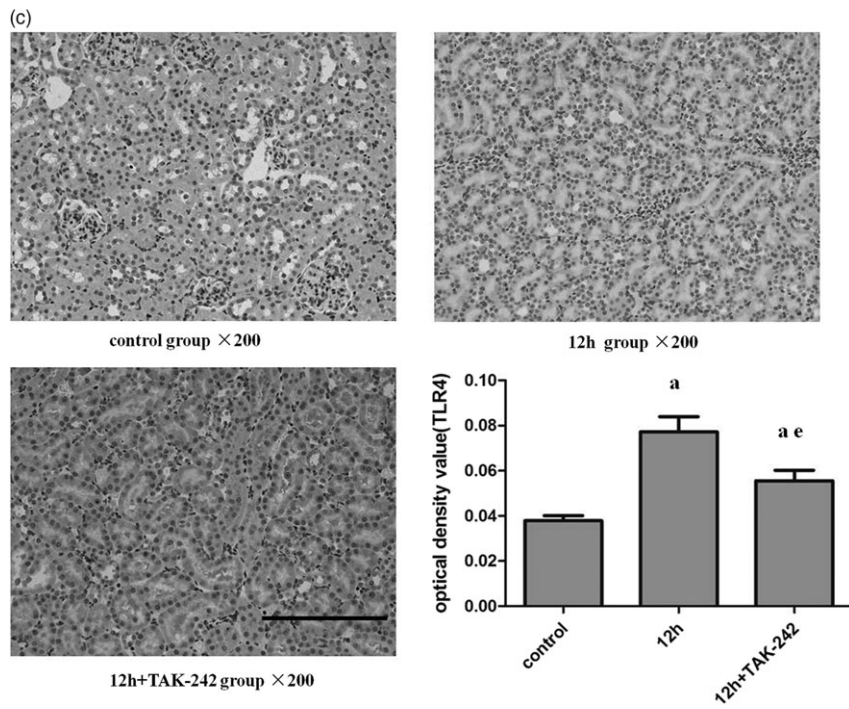 (c)
control group ×200
12h group ×200
12h+TAK-242 group ×200
optical density value(TLR4)
0.10
0.08
0.06
0.04
0.02
0.00
a
a e
control
12h
12h+TAK-242